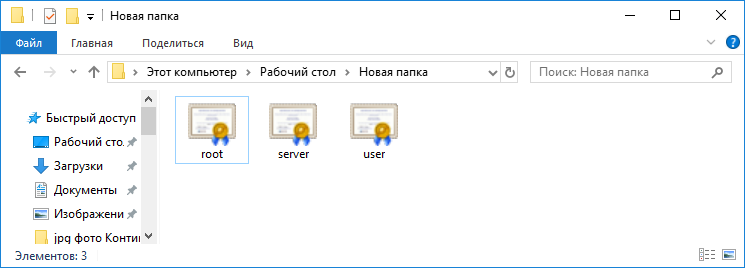 Новая папка
Файл Главная Поделиться Вид
Этот компьютер Рабочий стол Новая папка
Поиск: Новая папка
Быстрый доступ
Рабочий сто
Загрузки
Документы
Изображени
jpg фото Конти
root server user
Элементов: 3